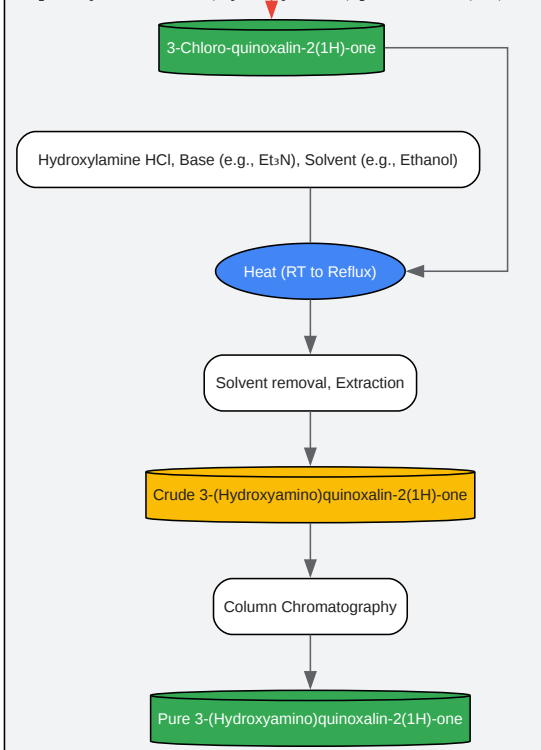 3-Chloro-quinoxalin-2(1H)-one
Hydroxylamine HCl, Base (e.g., Et₃N), Solvent (e.g., Ethanol)
Heat (RT to Reflux)
Solvent removal, Extraction
Crude 3-(Hydroxyamino)quinoxalin-2(1H)-one
Column Chromatography
Pure 3-(Hydroxyamino)quinoxalin-2(1H)-one